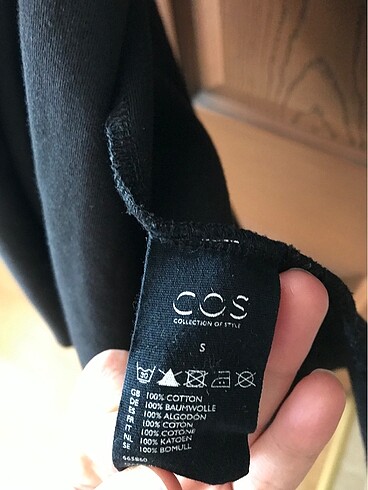 COS
COLLECTION OF STYLE
S
30
GB 100% COTTON
DE 100% BAUMWOLLE
ES 100% ALGODÓN
FR 100% COTON
IT 100% COTONE
NL 100% KATOEN
SE 100% BOMULL